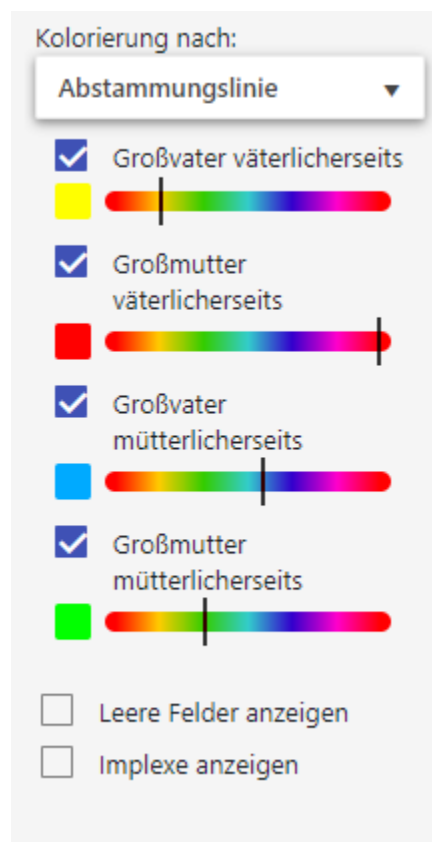 Kolorierung nach:
Abstammungslinie
Großvater väterlicherseits
Großmutter
väterlicherseits
Großvater
mütterlicherseits
Großmutter
mütterlicherseits
Leere Felder anzeigen
Implexe anzeigen